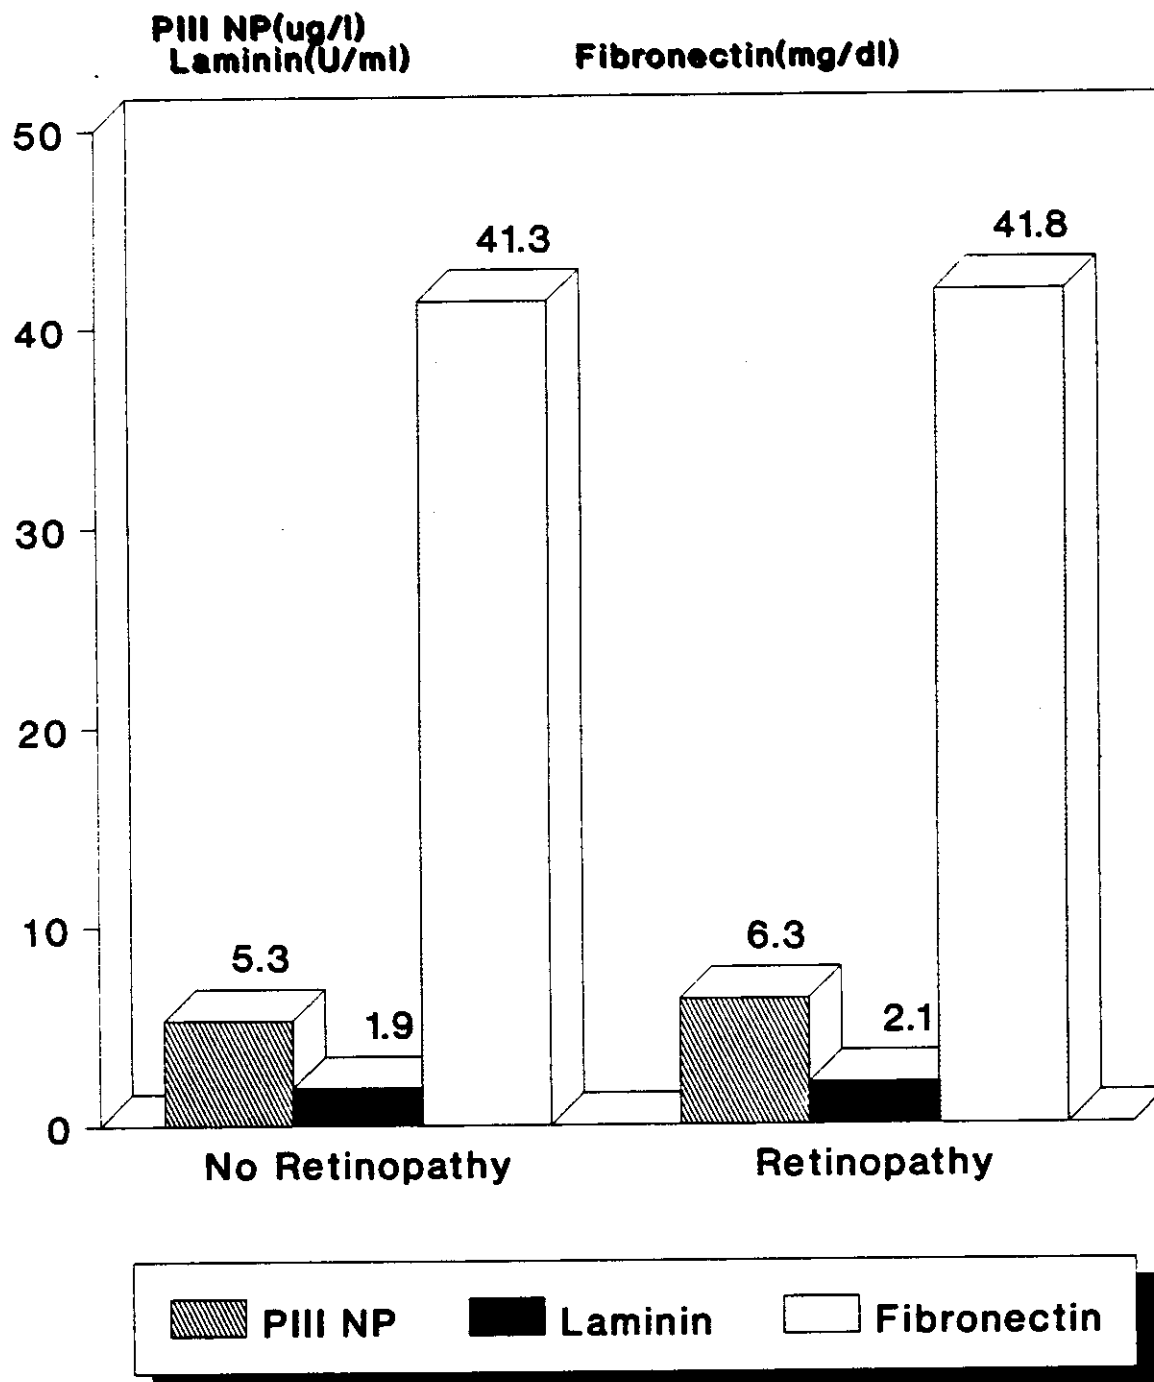 PIII NP(ug/l)
Laminin(U/ml)
Fibronectin(mg/dl)
50
40
30
20
10
0
41.3
41.8
5.3
1.9
6.3
2.1
No Retinopathy
Retinopathy
PIII NP
Laminin
Fibronectin